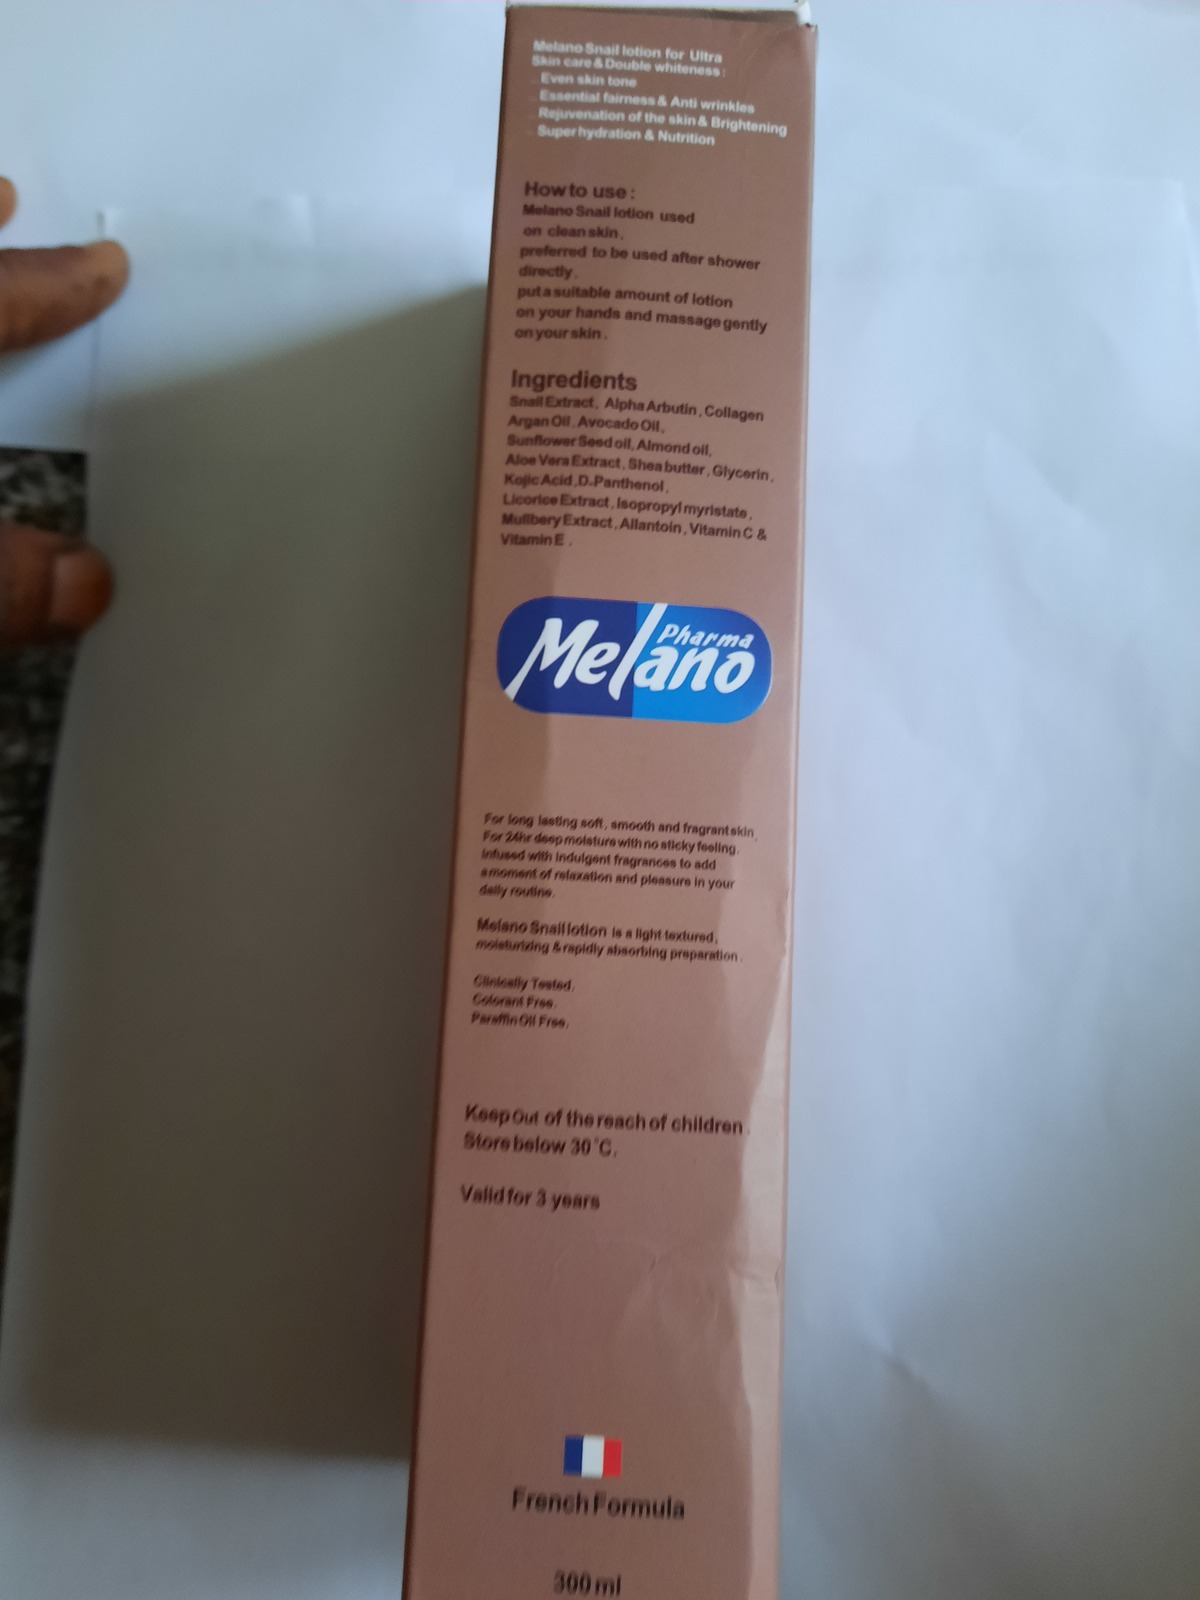 Melano Snail lotion for Ultra
Skin care & Double whiteness :
Even skin tone
Essential fairness & Anti wrinkles
Rejuvenation of the skin & Brightening
Super hydration & Nutrition
How to use :
Melano Snail lotion used
on clean skin.
preferred to be used after shower
directly.
put a suitable amount of lotion
on your hands and massage gently
on your skin.
Ingredients
Snail Extract, Alpha Arbutin, Collagen
Argan Oil, Avocado Oil,
Sunflower Seed oil, Almond oil,
Aloe Vera Extract, Shea butter, Glycerin,
Kojic Acid, D-Panthenol,
Licorice Extract, Isopropyl myristate,
Mullbery Extract, Allantoin, Vitamin C &
Vitamin E.
Melano Pharma
For long lasting soft, smooth and fragrant skin.
For 24hr deep moisture with no sticky feeling.
Infused with indulgent fragrances to add
a moment of relaxation and pleasure in your
daily routine.
Melano Snail lotion is a light textured,
moisturizing & rapidly absorbing preparation.
Clinically Tested.
Colorant Free.
Paraffin Oil Free.
Keep Out of the reach of children.
Store below 30°C.
Valid for 3 years
French Formula
300 ml